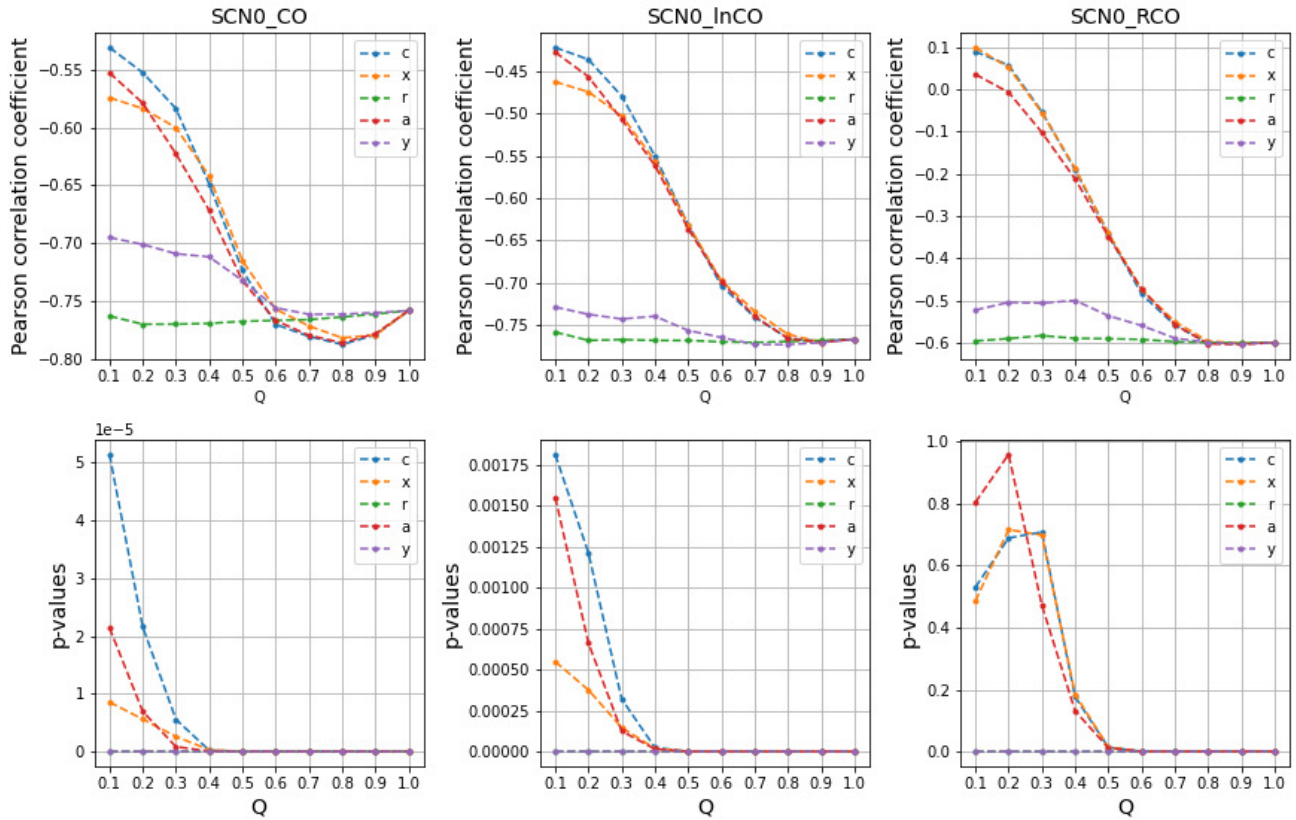 SCN0_CO
Pearson correlation coefficient
−0.55
−0.60
−0.65
−0.70
−0.75
−0.80
0.1 0.2 0.3 0.4 0.5 0.6 0.7 0.8 0.9 1.0
Q
c
x
r
a
y
SCN0_lnCO
Pearson correlation coefficient
−0.45
−0.50
−0.55
−0.60
−0.65
−0.70
−0.75
0.1 0.2 0.3 0.4 0.5 0.6 0.7 0.8 0.9 1.0
Q
c
x
r
a
y
SCN0_RCO
Pearson correlation coefficient
0.1
0.0
−0.1
−0.2
−0.3
−0.4
−0.5
−0.6
0.1 0.2 0.3 0.4 0.5 0.6 0.7 0.8 0.9 1.0
Q
c
x
r
a
y
1e−5
p-values
5
4
3
2
1
0
0.1 0.2 0.3 0.4 0.5 0.6 0.7 0.8 0.9 1.0
Q
c
x
r
a
y
p-values
0.00175
0.00150
0.00125
0.00100
0.00075
0.00050
0.00025
0.00000
0.1 0.2 0.3 0.4 0.5 0.6 0.7 0.8 0.9 1.0
Q
c
x
r
a
y
p-values
1.0
0.8
0.6
0.4
0.2
0.0
0.1 0.2 0.3 0.4 0.5 0.6 0.7 0.8 0.9 1.0
Q
c
x
r
a
y